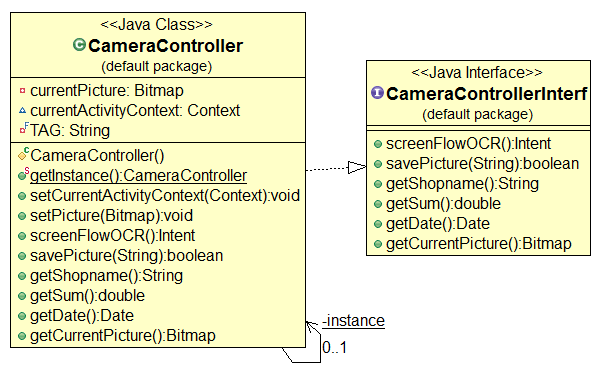 <<Java Class>>
C CameraController
(default package)
currentPicture: Bitmap
currentActivityContext: Context
F TAG: String
C CameraController()
S getInstance():CameraController
setCurrentActivityContext(Context):void
setPicture(Bitmap):void
screenFlowOCR():Intent
savePicture(String):boolean
getShopname():String
getSum():double
getDate():Date
getCurrentPicture():Bitmap
-instance
0..1
<<Java Interface>>
I CameraControllerInterf
(default package)
screenFlowOCR():Intent
savePicture(String):boolean
getShopname():String
getSum():double
getDate():Date
getCurrentPicture():Bitmap